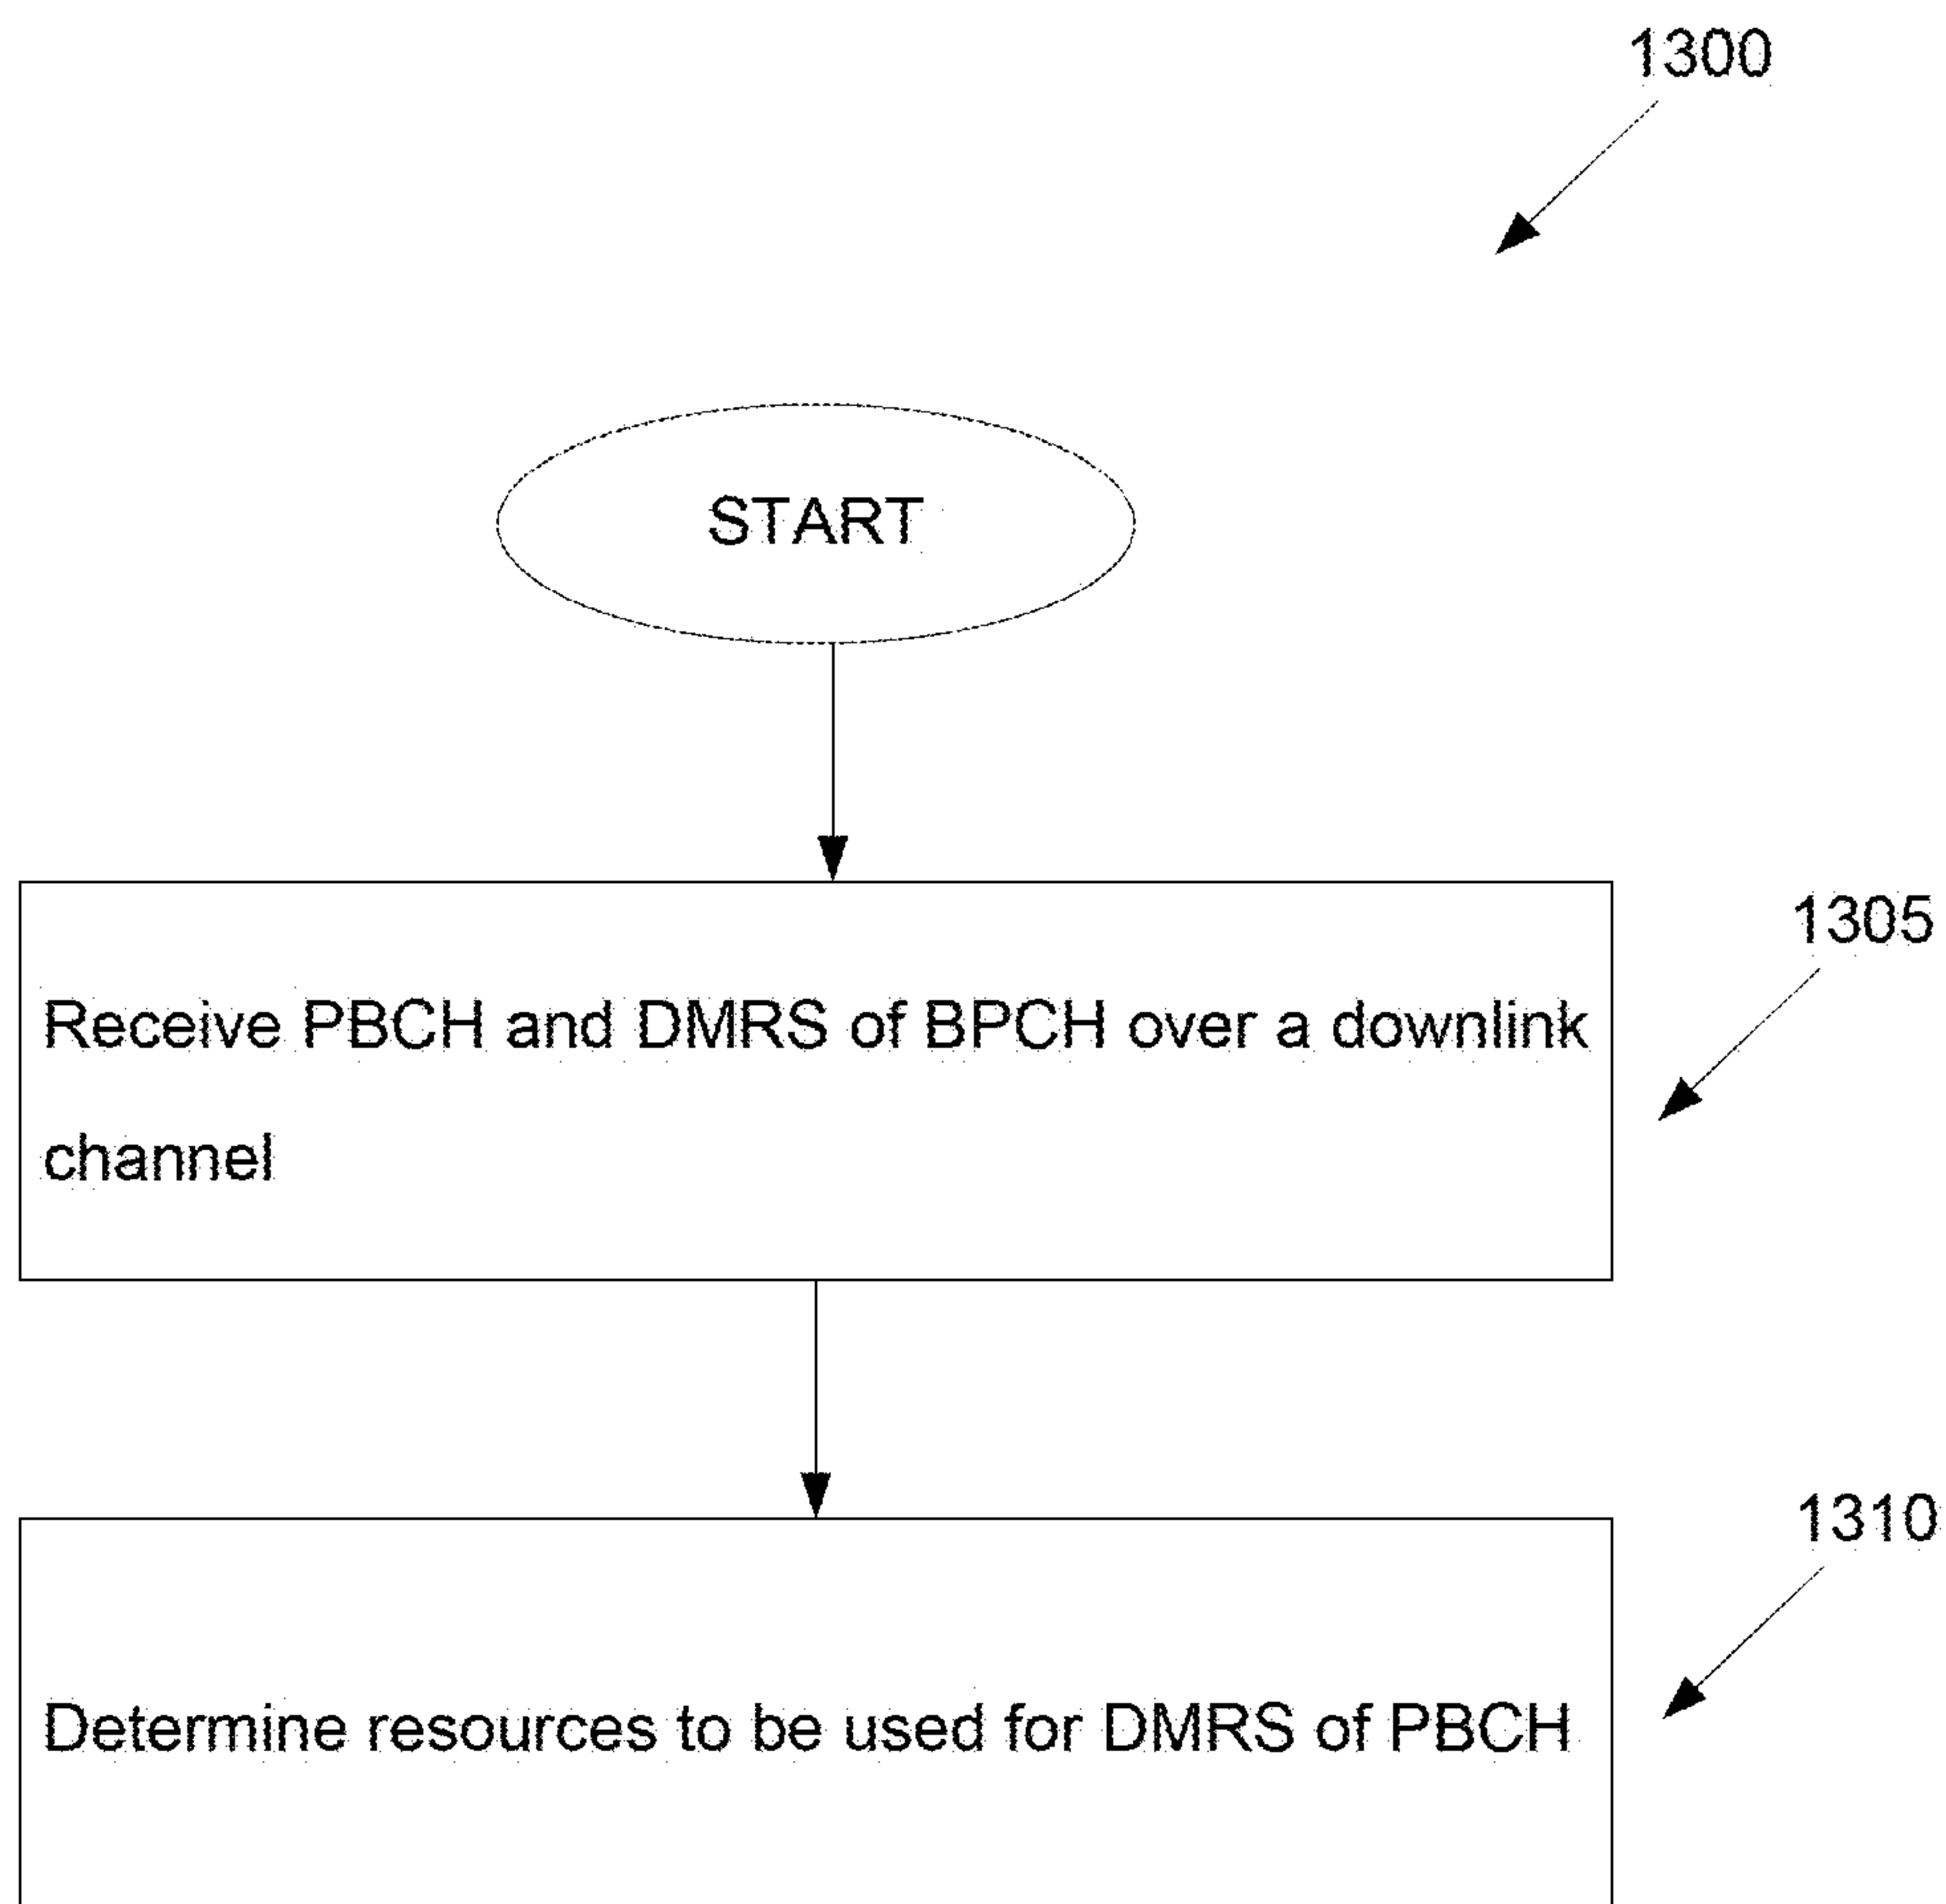 1300
START
1305
Receive PBCH and DMRS of BPCH over a downlink
channel
1310
Determine resources to be used for DMRS of PBCH